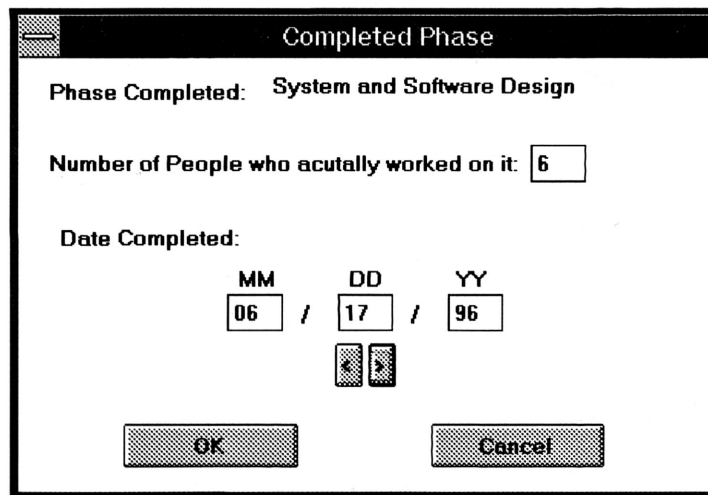 Completed Phase
Phase Completed: System and Software Design
Number of People who acutally worked on it: 6
Date Completed:
MM DD YY
06 / 17 / 96
< >
OK Cancel